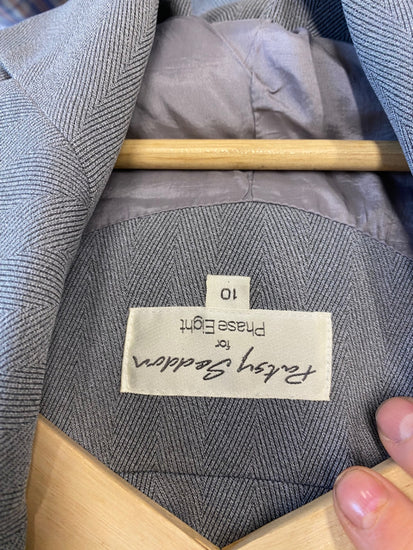 Patsy Seddon
for
Phase Eight
10